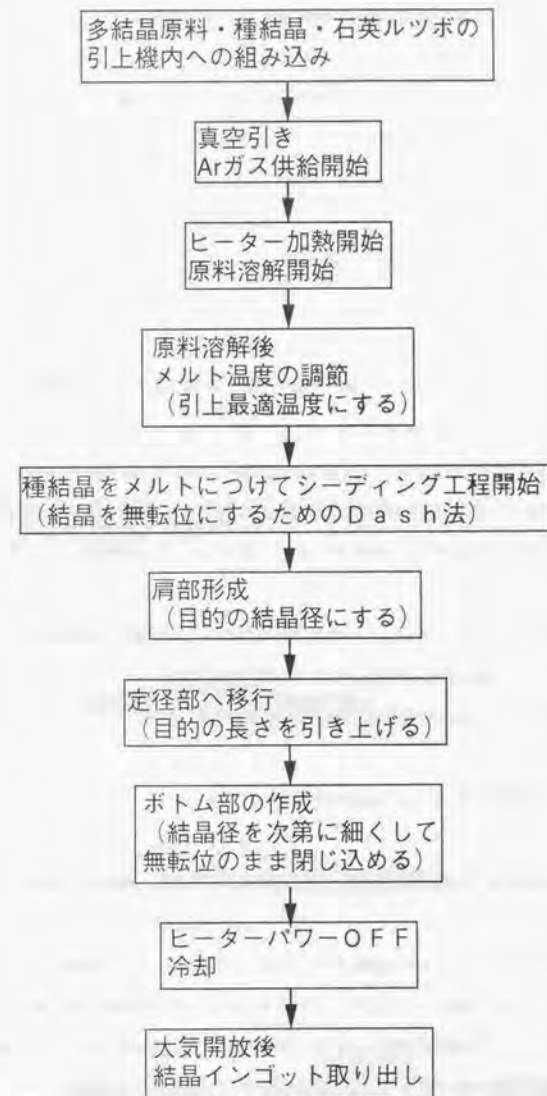 多結晶原料・種結晶・石英ルツボの
引上機内への組み込み
真空引き
Arガス供給開始
ヒーター加熱開始
原料溶解開始
原料溶解後
メルト温度の調節
（引上最適温度にする）
種結晶をメルトにつけてシーディング工程開始
（結晶を無転位にするためのＤａｓｈ法）
肩部形成
（目的の結晶径にする）
定径部へ移行
（目的の長さを引き上げる）
ボトム部の作成
（結晶径を次第に細くして
無転位のまま閉じ込める）
ヒーターパワーＯＦＦ
冷却
大気開放後
結晶インゴット取り出し